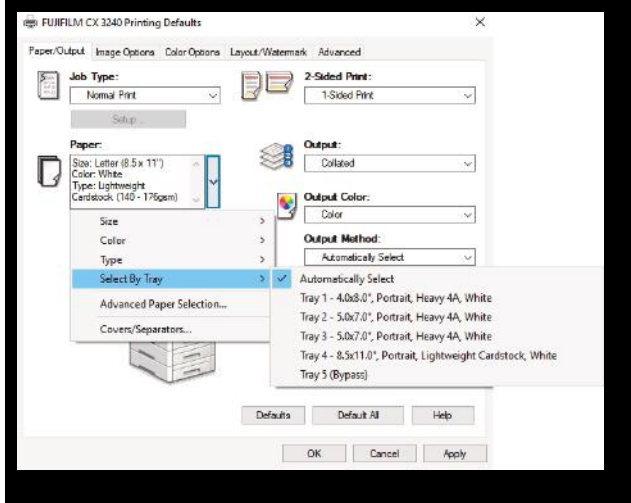 FUJIFILM CX 3240 Printing Defaults
Paper/Output Image Options Color Options Layout/Watermark Advanced
Job Type:
Normal Print
Setup...
2-Sided Print:
1-Sided Print
Paper:
Size: Letter (8.5 x 11")
Color: White
Type: Lightweight
Cardstock (140 - 176gsm)
Output:
Collated
Output Color:
Color
Output Method:
Automatically Select
Size
Color
Type
Select By Tray
Advanced Paper Selection...
Covers/Separators...
Automatically Select
Tray 1 - 4.0x8.0", Portrait, Heavy 4A, White
Tray 2 - 5.0x7.0", Portrait, Heavy 4A, White
Tray 3 - 5.0x7.0", Portrait, Heavy 4A, White
Tray 4 - 8.5x11.0", Portrait, Lightweight Cardstock, White
Tray 5 (Bypass)
Defaults Default All Help
OK Cancel Apply